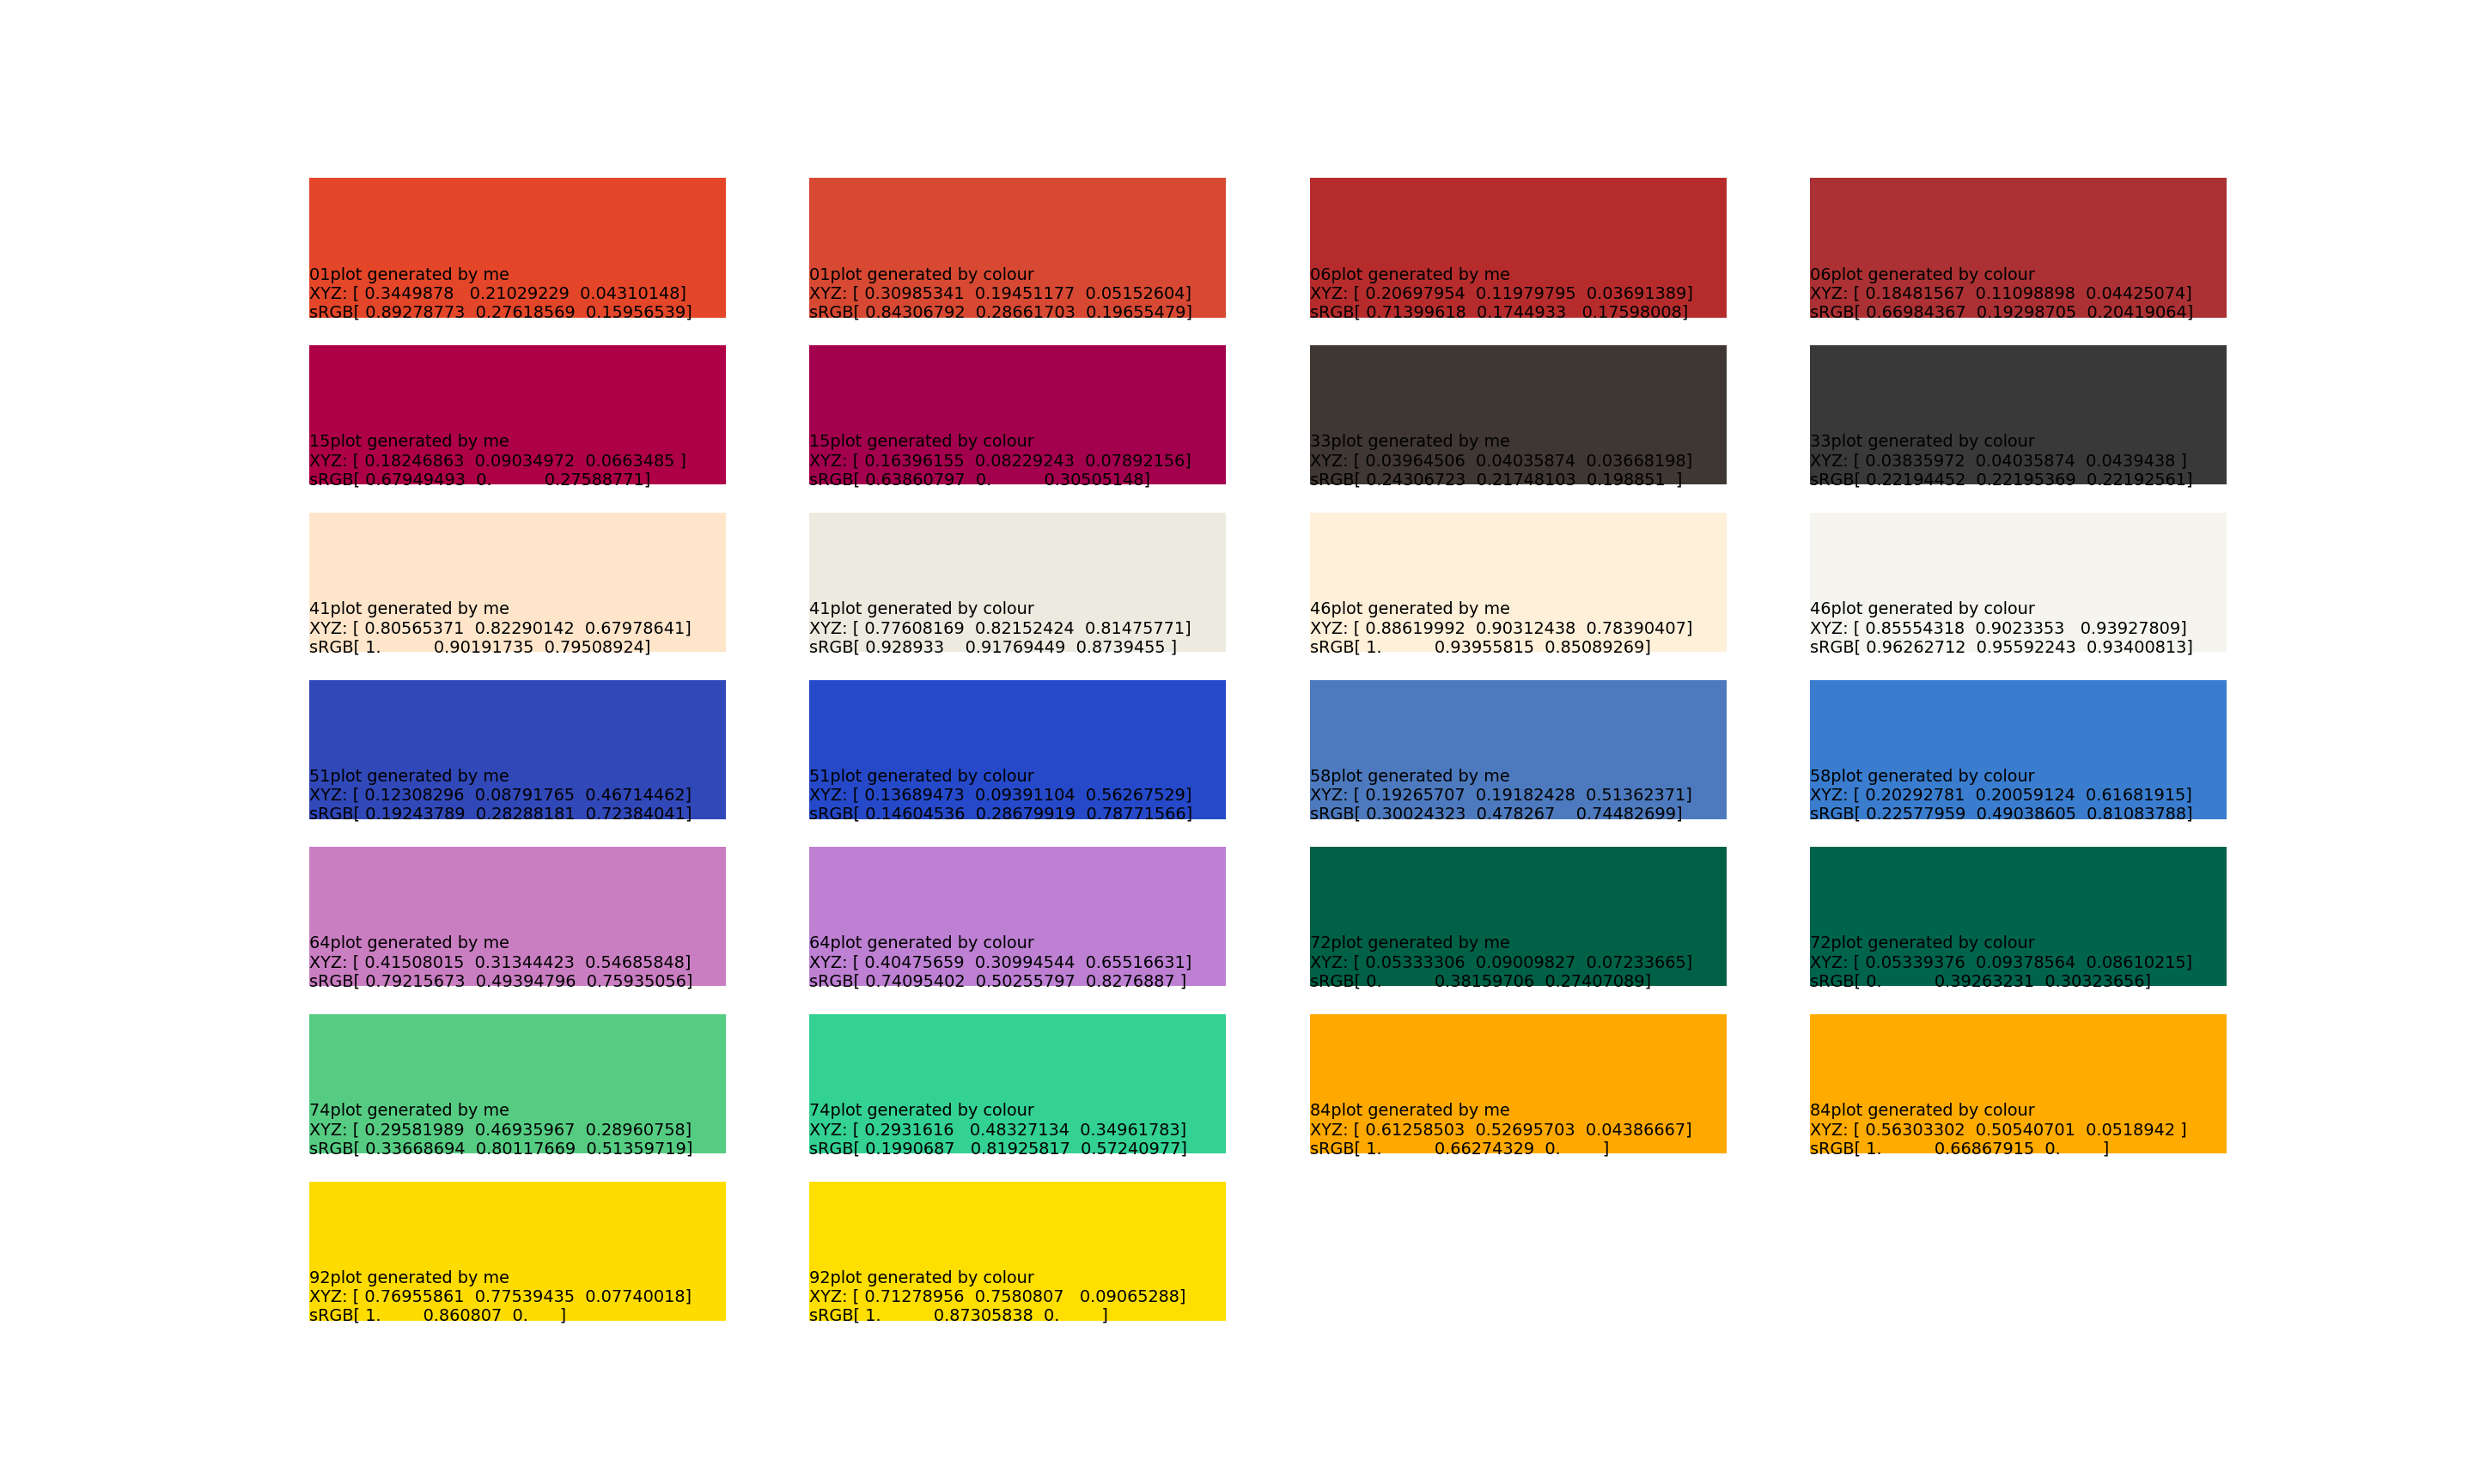 01plot generated by me
XYZ: [ 0.3449878   0.21029229  0.04310148]
sRGB[ 0.89278773  0.27618569  0.15956539]
01plot generated by colour
XYZ: [ 0.30985341  0.19451177  0.05152604]
sRGB[ 0.84306792  0.28661703  0.19655479]
06plot generated by me
XYZ: [ 0.20697954  0.11979795  0.03691389]
sRGB[ 0.71399618  0.1744933   0.17598008]
06plot generated by colour
XYZ: [ 0.18481567  0.11098898  0.04425074]
sRGB[ 0.66984367  0.19298705  0.20419064]
15plot generated by me
XYZ: [ 0.18246863  0.09034972  0.0663485 ]
sRGB[ 0.67949493  0.          0.27588771]
15plot generated by colour
XYZ: [ 0.16396155  0.08229243  0.07892156]
sRGB[ 0.63860797  0.          0.30505148]
33plot generated by me
XYZ: [ 0.03964506  0.04035874  0.03668198]
sRGB[ 0.24306723  0.21748103  0.198851  ]
33plot generated by colour
XYZ: [ 0.03835972  0.04035874  0.0439438 ]
sRGB[ 0.22194452  0.22195369  0.22192561]
41plot generated by me
XYZ: [ 0.80565371  0.82290142  0.67978641]
sRGB[ 1.          0.90191735  0.79508924]
41plot generated by colour
XYZ: [ 0.77608169  0.82152424  0.81475771]
sRGB[ 0.928933    0.91769449  0.8739455 ]
46plot generated by me
XYZ: [ 0.88619992  0.90312438  0.78390407]
sRGB[ 1.          0.93955815  0.85089269]
46plot generated by colour
XYZ: [ 0.85554318  0.9023353   0.93927809]
sRGB[ 0.96262712  0.95592243  0.93400813]
51plot generated by me
XYZ: [ 0.12308296  0.08791765  0.46714462]
sRGB[ 0.19243789  0.28288181  0.72384041]
51plot generated by colour
XYZ: [ 0.13689473  0.09391104  0.56267529]
sRGB[ 0.14604536  0.28679919  0.78771566]
58plot generated by me
XYZ: [ 0.19265707  0.19182428  0.51362371]
sRGB[ 0.30024323  0.478267    0.74482699]
58plot generated by colour
XYZ: [ 0.20292781  0.20059124  0.61681915]
sRGB[ 0.22577959  0.49038605  0.81083788]
64plot generated by me
XYZ: [ 0.41508015  0.31344423  0.54685848]
sRGB[ 0.79215673  0.49394796  0.75935056]
64plot generated by colour
XYZ: [ 0.40475659  0.30994544  0.65516631]
sRGB[ 0.74095402  0.50255797  0.8276887 ]
72plot generated by me
XYZ: [ 0.05333306  0.09009827  0.07233665]
sRGB[ 0.          0.38159706  0.27407089]
72plot generated by colour
XYZ: [ 0.05339376  0.09378564  0.08610215]
sRGB[ 0.          0.39263231  0.30323656]
74plot generated by me
XYZ: [ 0.29581989  0.46935967  0.28960758]
sRGB[ 0.33668694  0.80117669  0.51359719]
74plot generated by colour
XYZ: [ 0.2931616   0.48327134  0.34961783]
sRGB[ 0.1990687   0.81925817  0.57240977]
84plot generated by me
XYZ: [ 0.61258503  0.52695703  0.04386667]
sRGB[ 1.          0.66274329  0.        ]
84plot generated by colour
XYZ: [ 0.56303302  0.50540701  0.0518942 ]
sRGB[ 1.          0.66867915  0.        ]
92plot generated by me
XYZ: [ 0.76955861  0.77539435  0.07740018]
sRGB[ 1.        0.860807  0.      ]
92plot generated by colour
XYZ: [ 0.71278956  0.7580807   0.09065288]
sRGB[ 1.          0.87305838  0.        ]